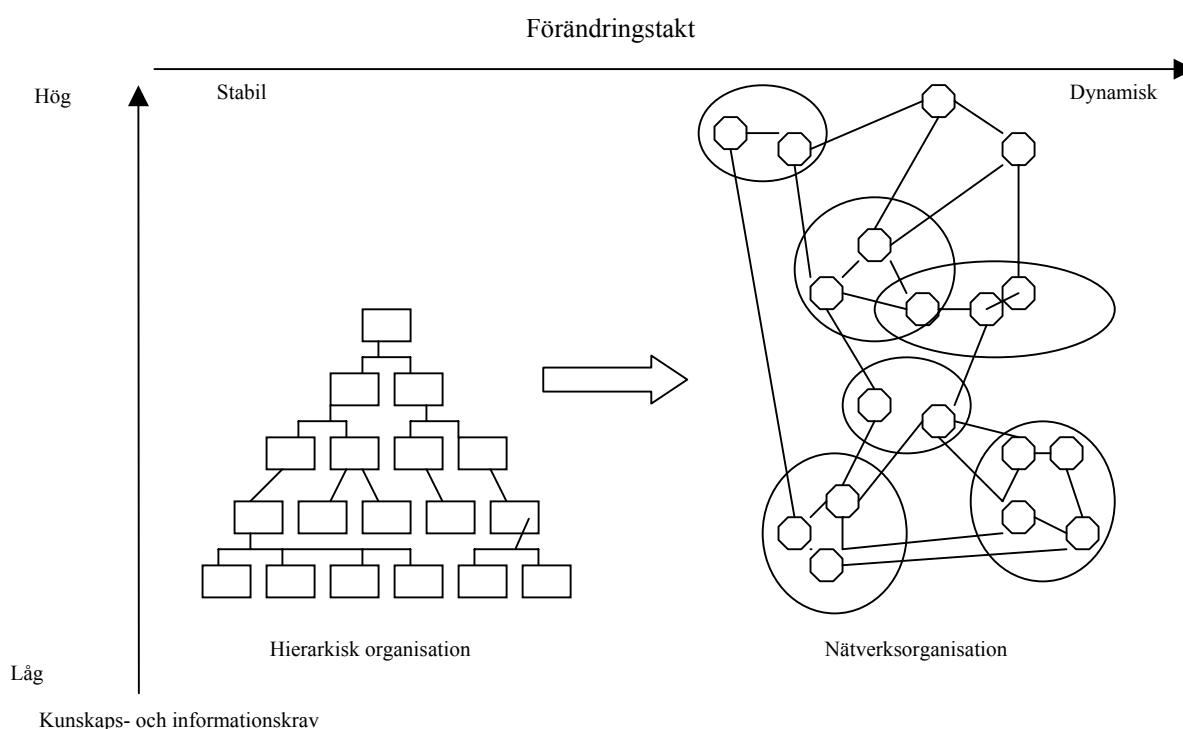 Förändringstakt
Hög
Stabil
Dynamisk
Hierarkisk organisation
Nätverksorganisation
Låg
Kunskaps- och informationskrav